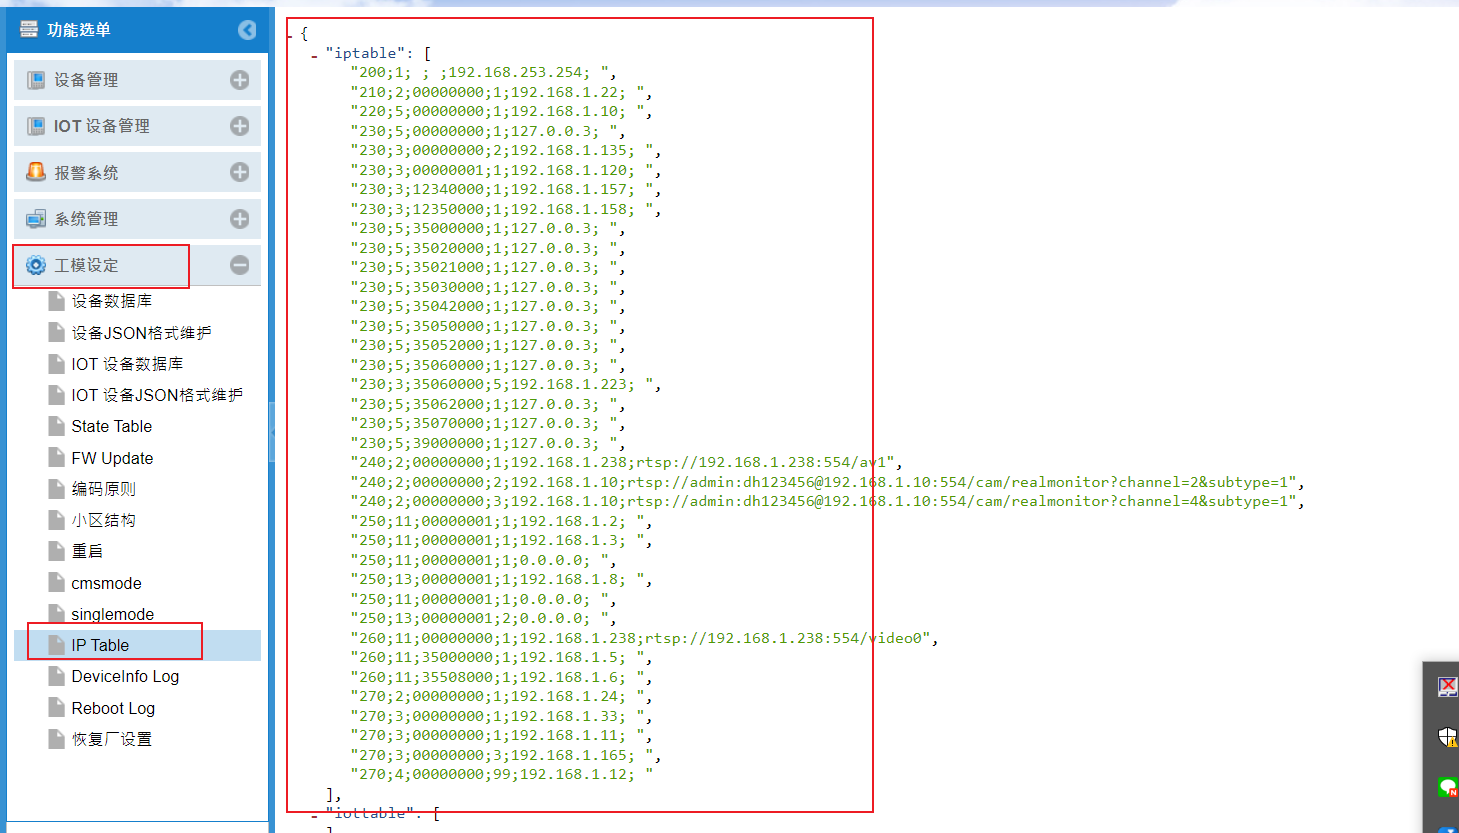 功能选单
设备管理
IOT 设备管理
报警系统
系统管理
工模设定
设备数据库
设备JSON格式维护
IOT 设备数据库
IOT 设备JSON格式维护
State Table
FW Update
编码原则
小区结构
重启
cmsmode
singlemode
IP Table
DeviceInfo Log
Reboot Log
恢复厂设置
{
"iptable": [
"200;1; ; ;192.168.253.254; ",
"210;2;00000000;1;192.168.1.22; ",
"220;5;00000000;1;192.168.1.10; ",
"230;5;00000000;1;127.0.0.3; ",
"230;3;00000000;2;192.168.1.135; ",
"230;3;00000001;1;192.168.1.120; ",
"230;3;12340000;1;192.168.1.157; ",
"230;3;12350000;1;192.168.1.158; ",
"230;5;35000000;1;127.0.0.3; ",
"230;5;35020000;1;127.0.0.3; ",
"230;5;35021000;1;127.0.0.3; ",
"230;5;35030000;1;127.0.0.3; ",
"230;5;35042000;1;127.0.0.3; ",
"230;5;35050000;1;127.0.0.3; ",
"230;5;35052000;1;127.0.0.3; ",
"230;5;35060000;1;127.0.0.3; ",
"230;3;35060000;5;192.168.1.223; ",
"230;5;35062000;1;127.0.0.3; ",
"230;5;35070000;1;127.0.0.3; ",
"230;5;39000000;1;127.0.0.3; ",
"240;2;00000000;1;192.168.1.238;rtsp://192.168.1.238:554/av1",
"240;2;00000000;2;192.168.1.10;rtsp://admin:dh123456@192.168.1.10:554/cam/realmonitor?channel=2&subtype=1",
"240;2;00000000;3;192.168.1.10;rtsp://admin:dh123456@192.168.1.10:554/cam/realmonitor?channel=4&subtype=1",
"250;11;00000001;1;192.168.1.2; ",
"250;11;00000001;1;192.168.1.3; ",
"250;11;00000001;1;0.0.0.0; ",
"250;13;00000001;1;192.168.1.8; ",
"250;11;00000001;1;0.0.0.0; ",
"250;13;00000001;2;0.0.0.0; ",
"260;11;00000000;1;192.168.1.238;rtsp://192.168.1.238:554/video0",
"260;11;35000000;1;192.168.1.5; ",
"260;11;35508000;1;192.168.1.6; ",
"270;2;00000000;1;192.168.1.24; ",
"270;3;00000000;1;192.168.1.33; ",
"270;3;00000000;1;192.168.1.11; ",
"270;3;00000000;3;192.168.1.165; ",
"270;4;00000000;99;192.168.1.12; "
],
"iottable": [
]